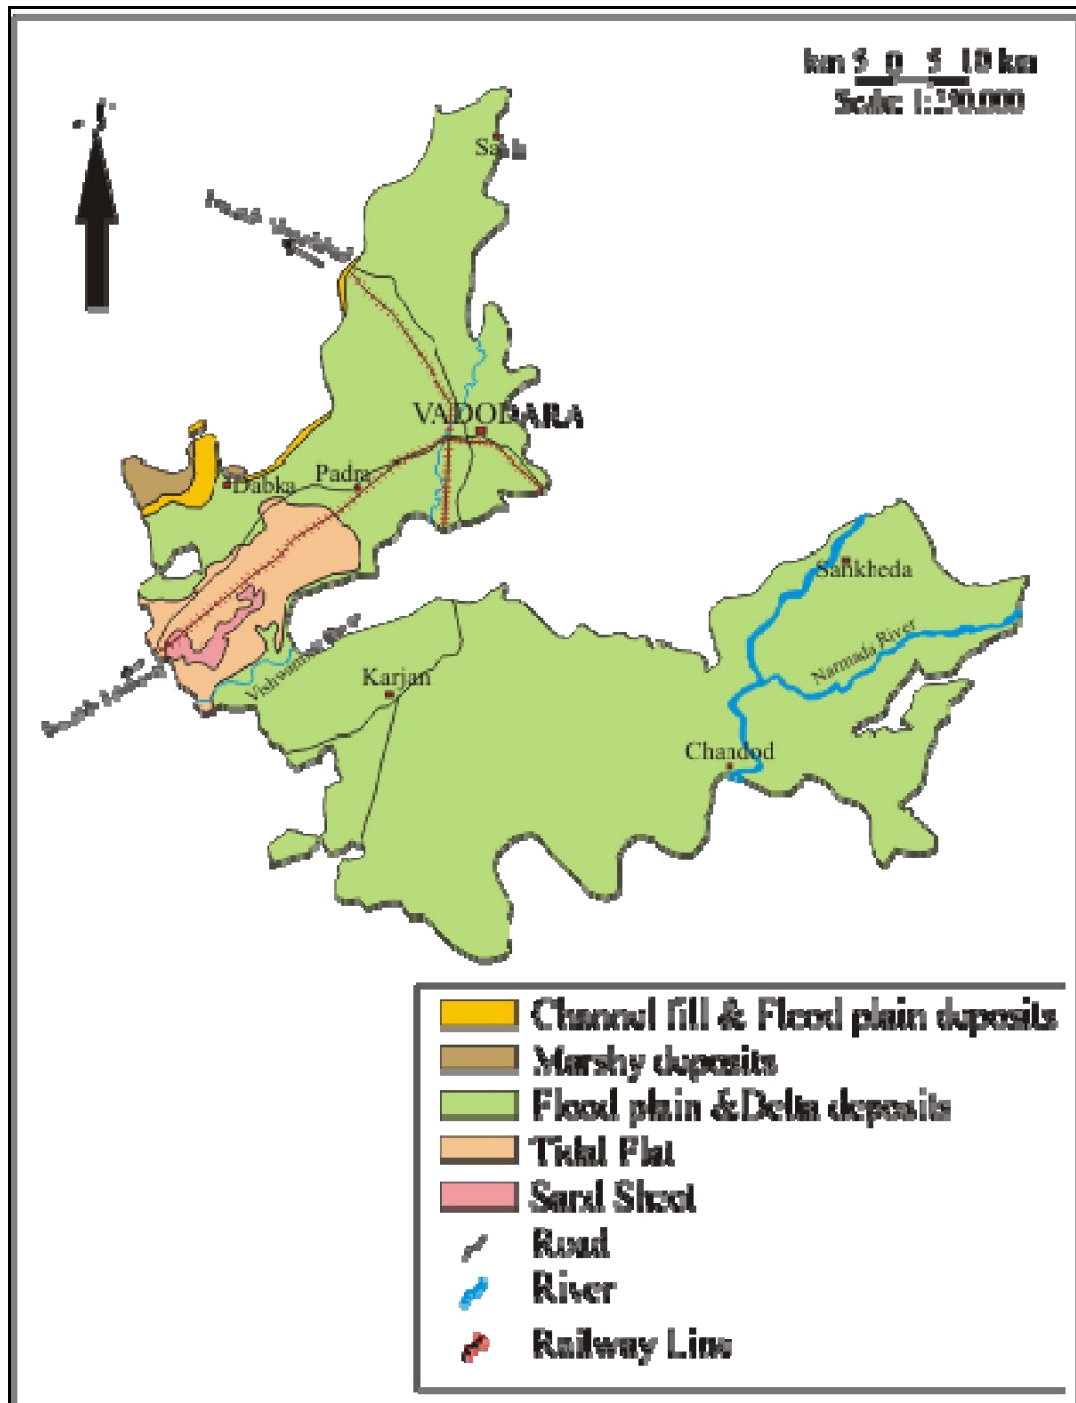 km 5 0 5 10 km
VADODARA
Padra
Dabka
Sankheda
Narmada River
Karjan
Chandod
Channel fill & Flood plain deposits
Marshy deposits
Flood plain &Delta deposits
Tidal Flat
Sand Sheet
Road
River
Railway Line